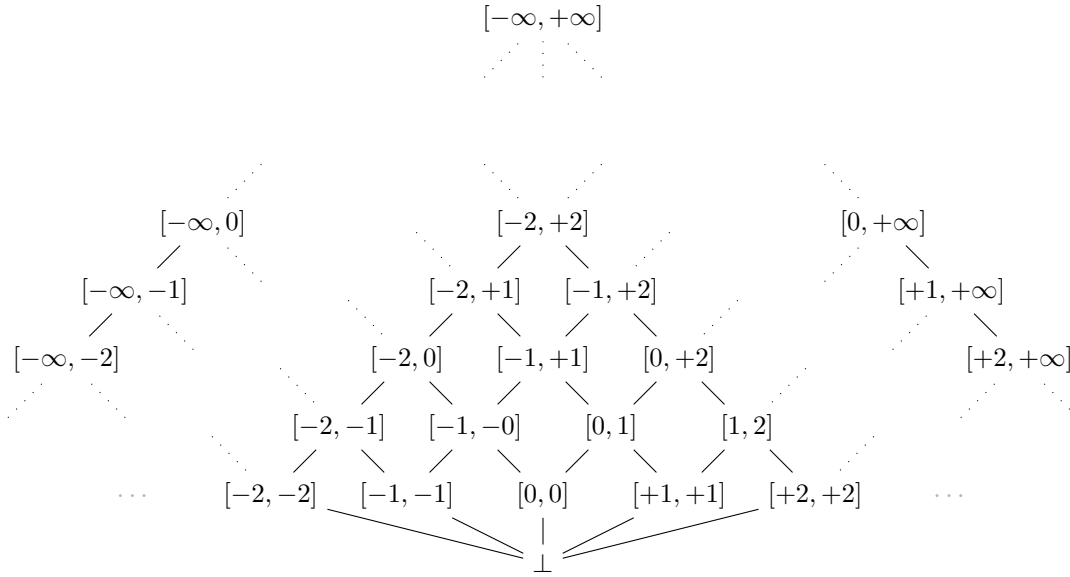 [−∞, +∞]
[−∞, 0] [−2, +2] [0, +∞]
[−∞, −1] [−2, +1] [−1, +2] [+1, +∞]
[−∞, −2] [−2, 0] [−1, +1] [0, +2] [+2, +∞]
[−2, −1] [−1, −0] [0, 1] [1, 2]
· · · [−2, −2] [−1, −1] [0, 0] [+1, +1] [+2, +2] · · ·
⊥